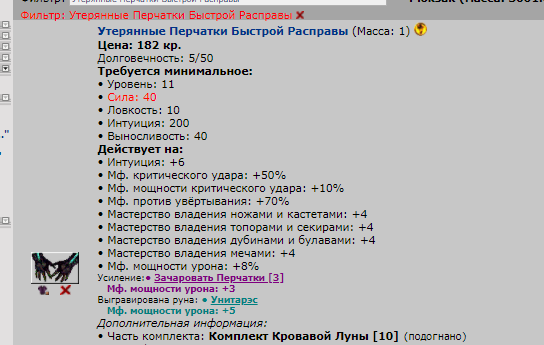 Фильтр: Утерянные Перчатки Быстрой Расправы
Утерянные Перчатки Быстрой Расправы (Масса: 1)
Цена: 182 кр.
Долговечность: 5/50
Требуется минимальное:
• Уровень: 11
• Сила: 40
• Ловкость: 10
• Интуиция: 200
• Выносливость: 40
Действует на:
• Интуиция: +6
• Мф. критического удара: +50%
• Мф. мощности критического удара: +10%
• Мф. против увёртывания: +70%
• Мастерство владения ножами и кастетами: +4
• Мастерство владения топорами и секирами: +4
• Мастерство владения дубинами и булавами: +4
• Мастерство владения мечами: +4
• Мф. мощности урона: +8%
Усиление:• Зачаровать Перчатки [3]
Мф. мощности урона: +3
Выгравирована руна: • Унитарэс
Мф. мощности урона: +5
Дополнительная информация:
• Часть комплекта: Комплект Кровавой Луны [10] (подогнано)